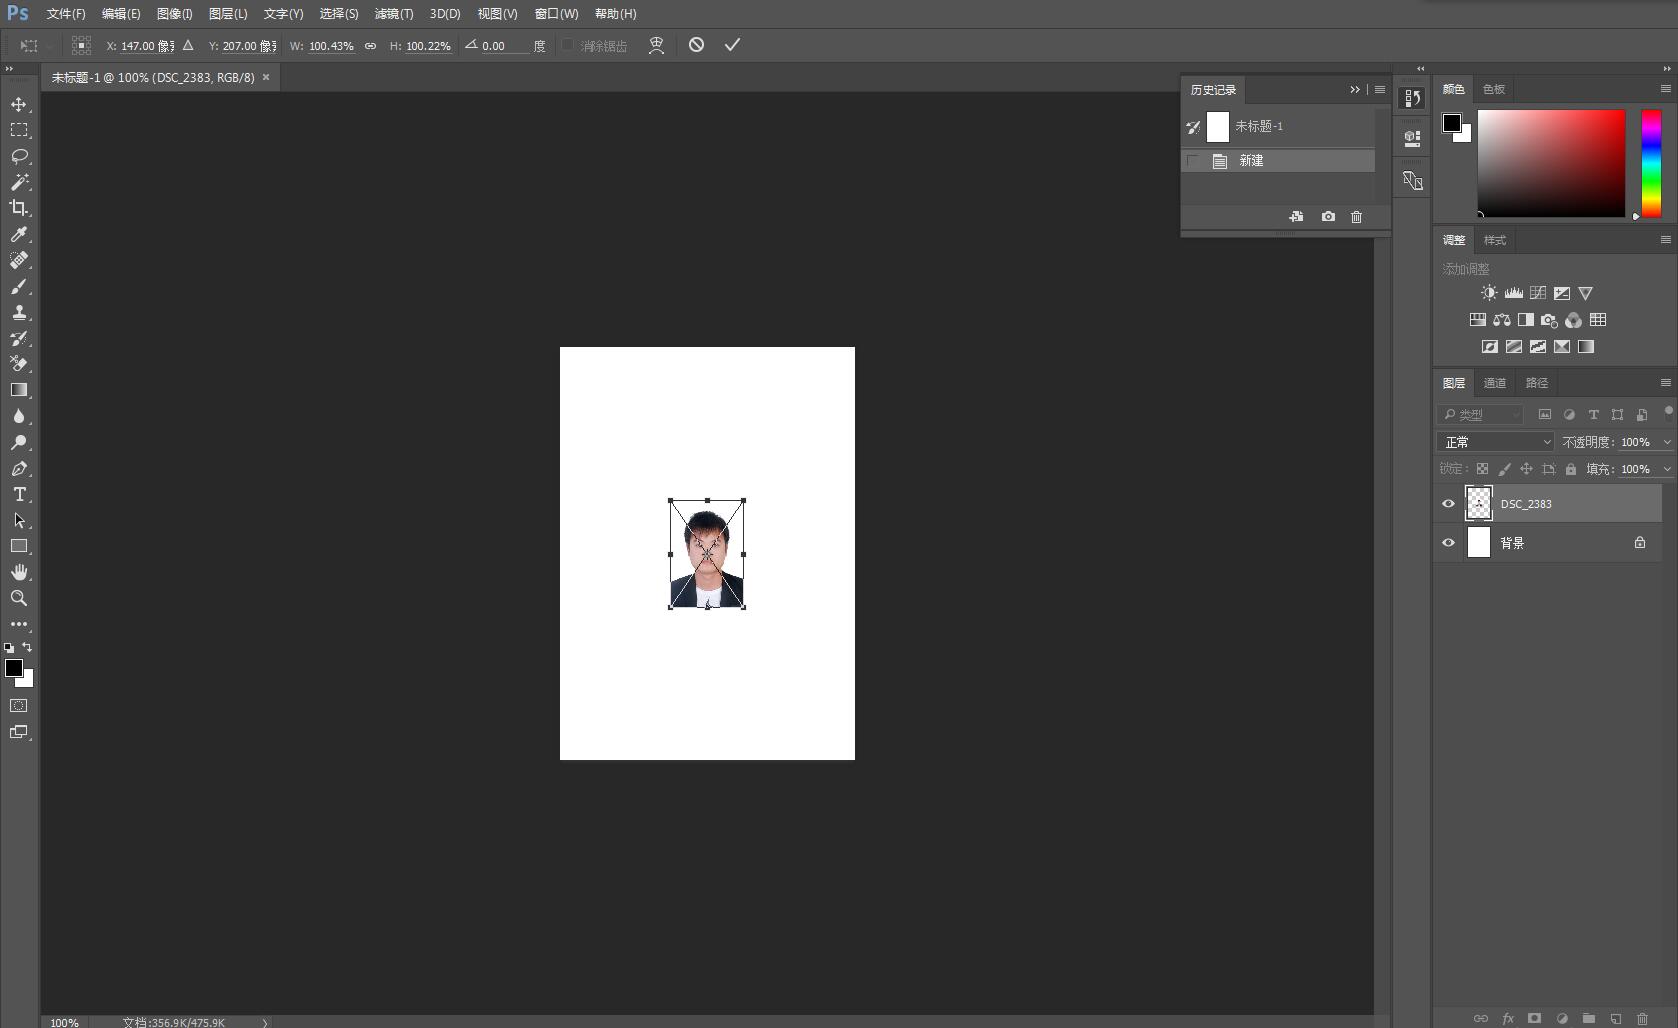 Ps 文件(F) 编辑(E) 图像(I) 图层(L) 文字(Y) 选择(S) 滤镜(T) 3D(D) 视图(V) 窗口(W) 帮助(H)
X: 147.00 像 Y: 207.00 像 W: 100.43% H: 100.22% 0.00 度 消除锯齿
未标题-1 @ 100% (DSC_2383, RGB/8) ×
历史记录
未标题-1
新建
颜色 色板
调整 样式
添加调整
图层 通道 路径
类型
正常 不透明度: 100%
锁定: 填充: 100%
DSC_2383
背景
fx
100% 文档:356.9K/475.9K